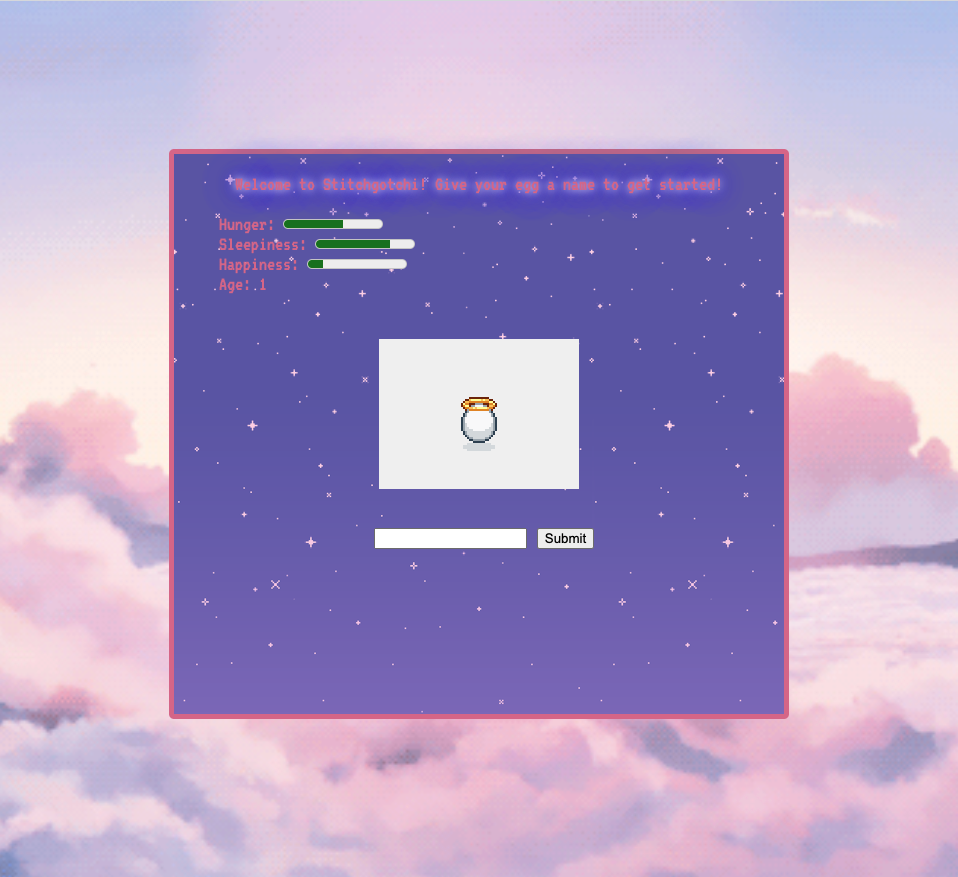 Welcome to Stitchgotchi! Give your egg a name to get started!
Hunger:
Sleepiness:
Happiness:
Age: 1
Submit